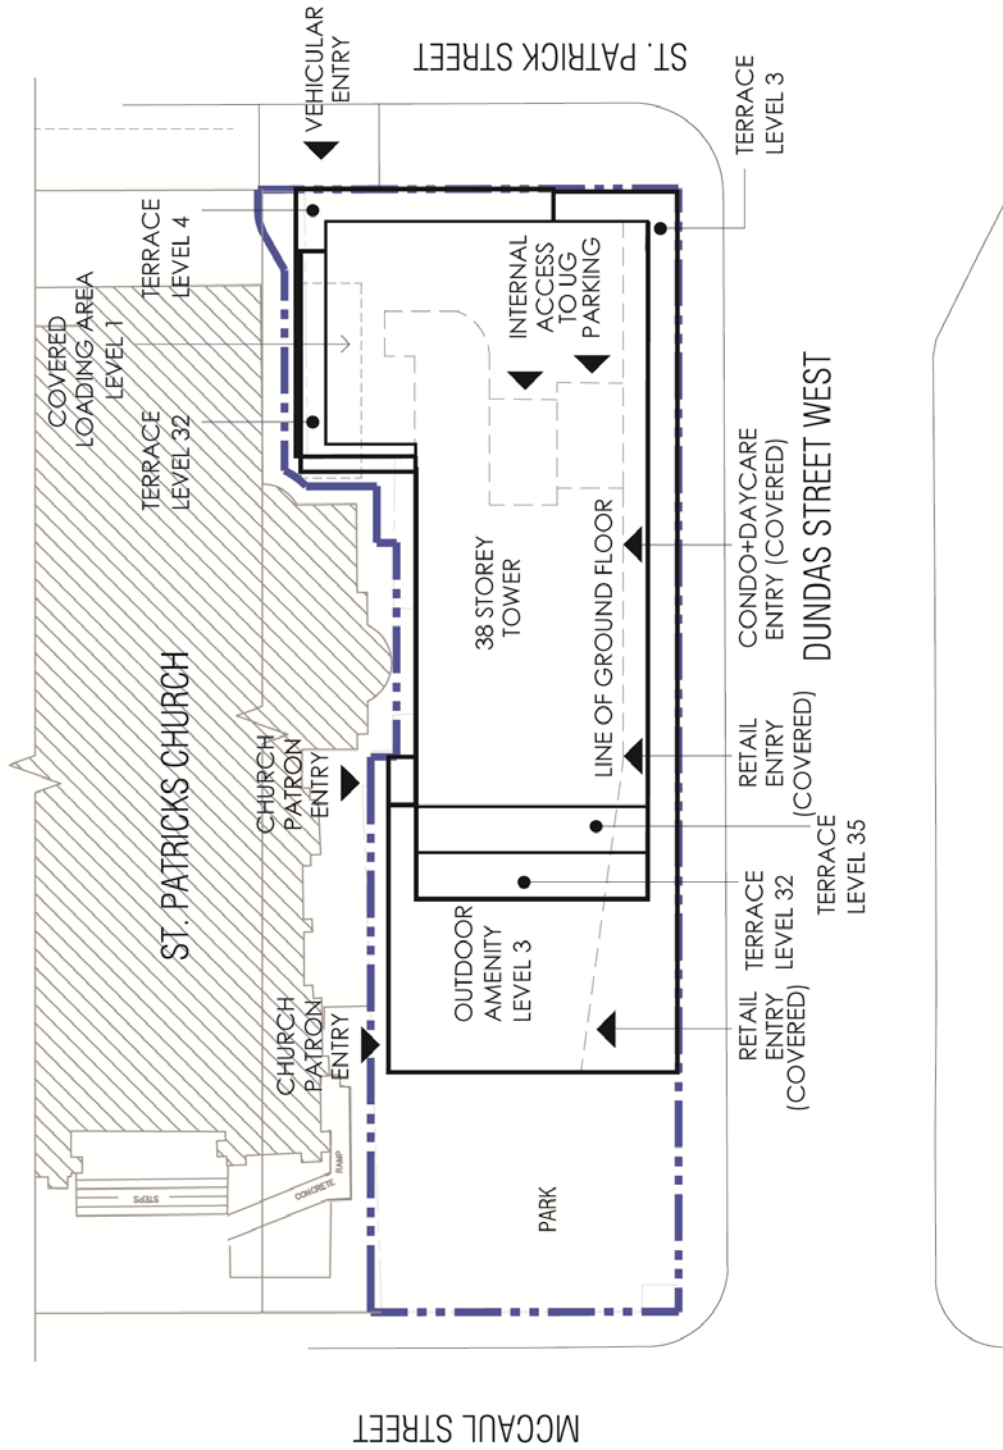 ST. PATRICK STREET
VEHICULAR
ENTRY
TERRACE
LEVEL 3
TERRACE
LEVEL 4
COVERED
LOADING AREA
LEVEL 1
TERRACE
LEVEL 32
INTERNAL
ACCESS
TO UG
PARKING
ST. PATRICKS CHURCH
38 STOREY
TOWER
LINE OF GROUND FLOOR
CONDO+DAYCARE
ENTRY (COVERED)
DUNDAS STREET WEST
CHURCH
PATRON
ENTRY
RETAIL
ENTRY
(COVERED)
TERRACE
LEVEL 35
TERRACE
LEVEL 32
OUTDOOR
AMENITY
LEVEL 3
CHURCH
PATRON
ENTRY
RETAIL
ENTRY
(COVERED)
STEPS
CONCRETE
RAMP
PARK
MCCAUL STREET